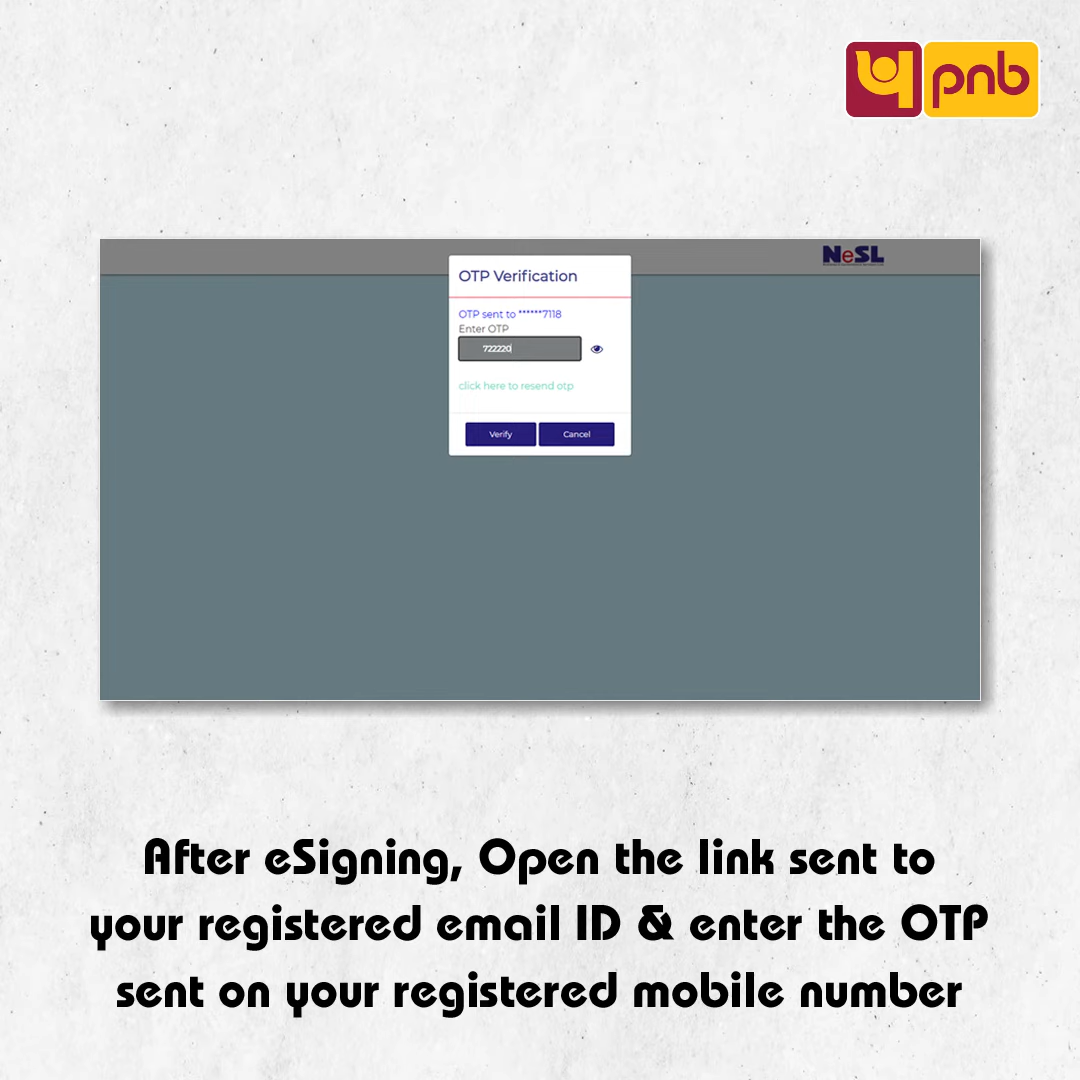 pnb
NeSL
OTP Verification
OTP sent to ******7118
Enter OTP
722220
click here to resend otp
Verify Cancel
After eSigning, Open the link sent to
your registered email ID & enter the OTP
sent on your registered mobile number